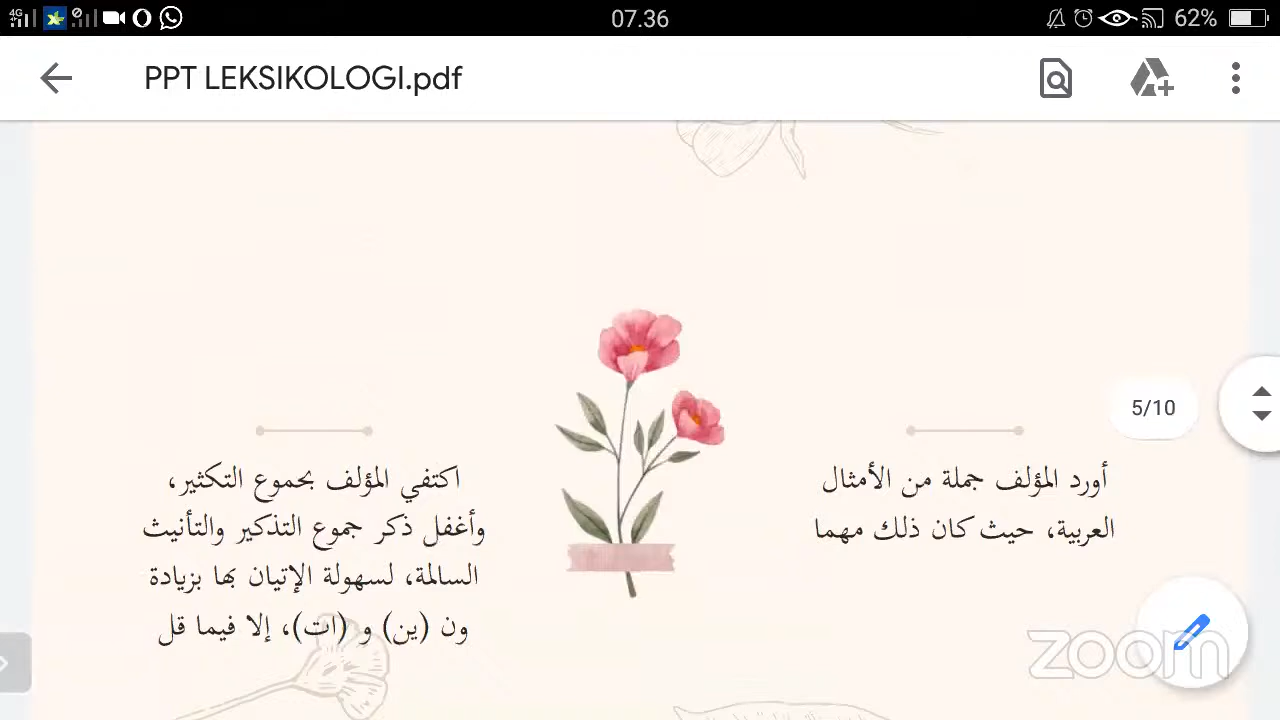 4G
07.36
62%
PPT LEKSIKOLOGI.pdf
5/10
أورد المؤلف جملة من الأمثال
العربية، حيث كان ذلك مهما
اكتفي المؤلف بحموع التكثير،
وأغفل ذكر جموع التذكير والتأنيث
السالمة، لسهولة الإتيان بها بزيادة
ون (ين) و (ات)، إلا فيما قل
zoom